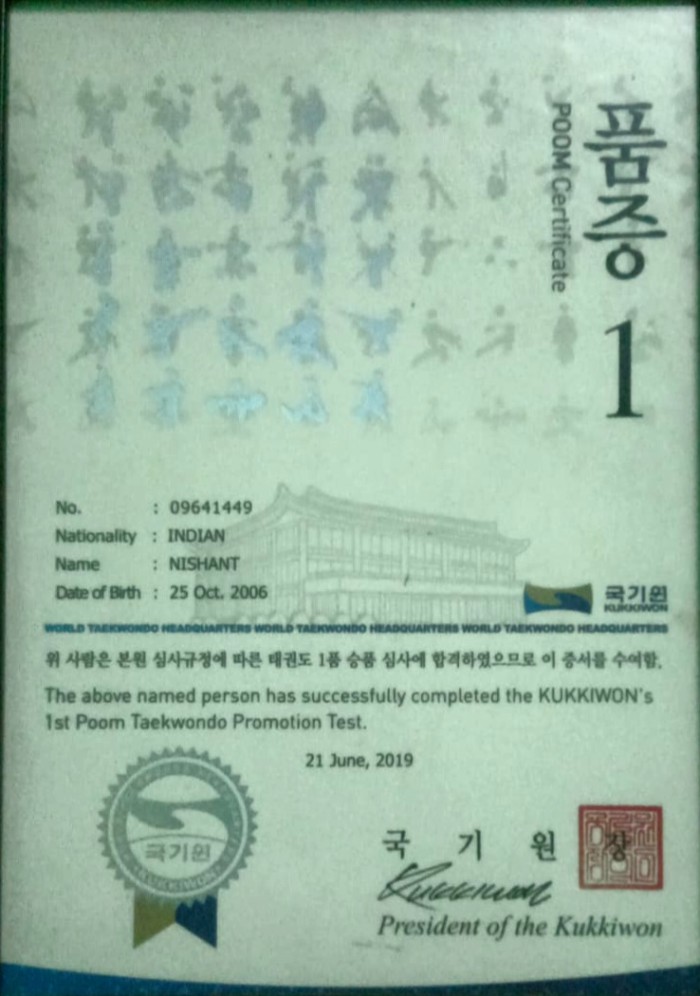 품증
POOM Certificate
1
No. : 09641449
Nationality : INDIAN
Name : NISHANT
Date of Birth : 25 Oct. 2006
국기원
KUKKIWON
WORLD TAEKWONDO HEADQUARTERS WORLD TAEKWONDO HEADQUARTERS WORLD TAEKWONDO HEADQUARTERS
위 사람은 본원 심사규정에 따른 태권도 1품 승품 심사에 합격하였으므로 이 증서를 수여함.
The above named person has successfully completed the KUKKIWON's
1st Poom Taekwondo Promotion Test.
21 June, 2019
국기원
KUKKIWON
국 기 원 장
Kukkiwon
President of the Kukkiwon